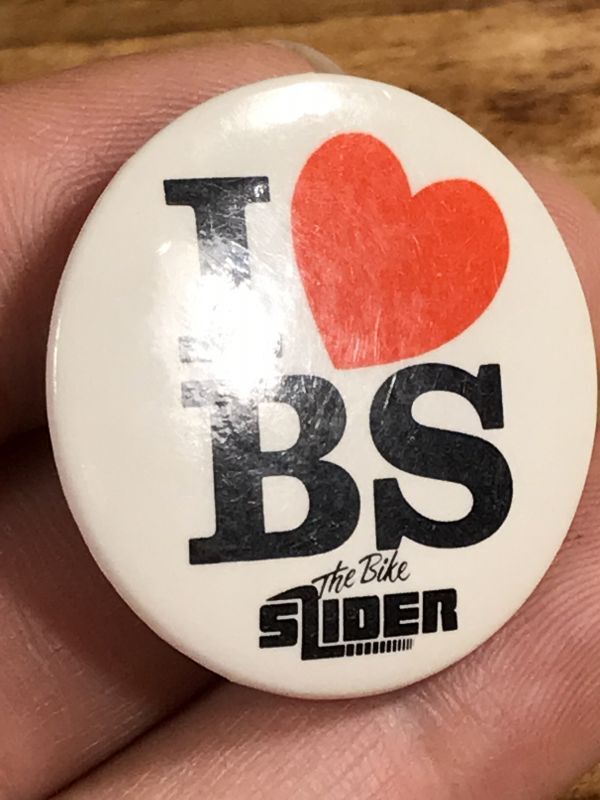 I
BS
The Bike
SLIDER